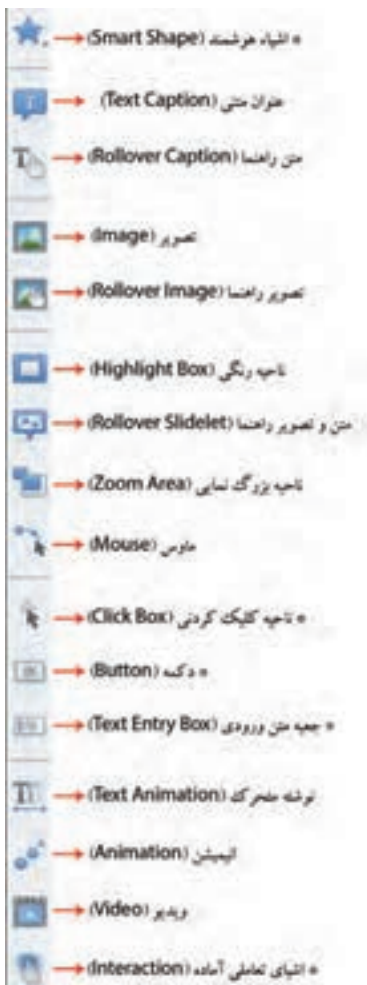 * اشیاء هوشمند (Smart Shape)
عنوان متنی (Text Caption)
متن راهنما (Rollover Caption)
تصویر (Image)
تصویر راهنما (Rollover Image)
ناحیه رنگی (Highlight Box)
متن و تصویر راهنما (Rollover Slidelet)
ناحیه بزرگ نمایی (Zoom Area)
ماوس (Mouse)
* ناحیه کلیک کردنی (Click Box)
* دکمه (Button)
* جعبه متن ورودی (Text Entry Box)
نوشته متحرک (Text Animation)
انیمیشن (Animation)
ویدیو (Video)
* اشیای تعاملی آماده (Interaction)